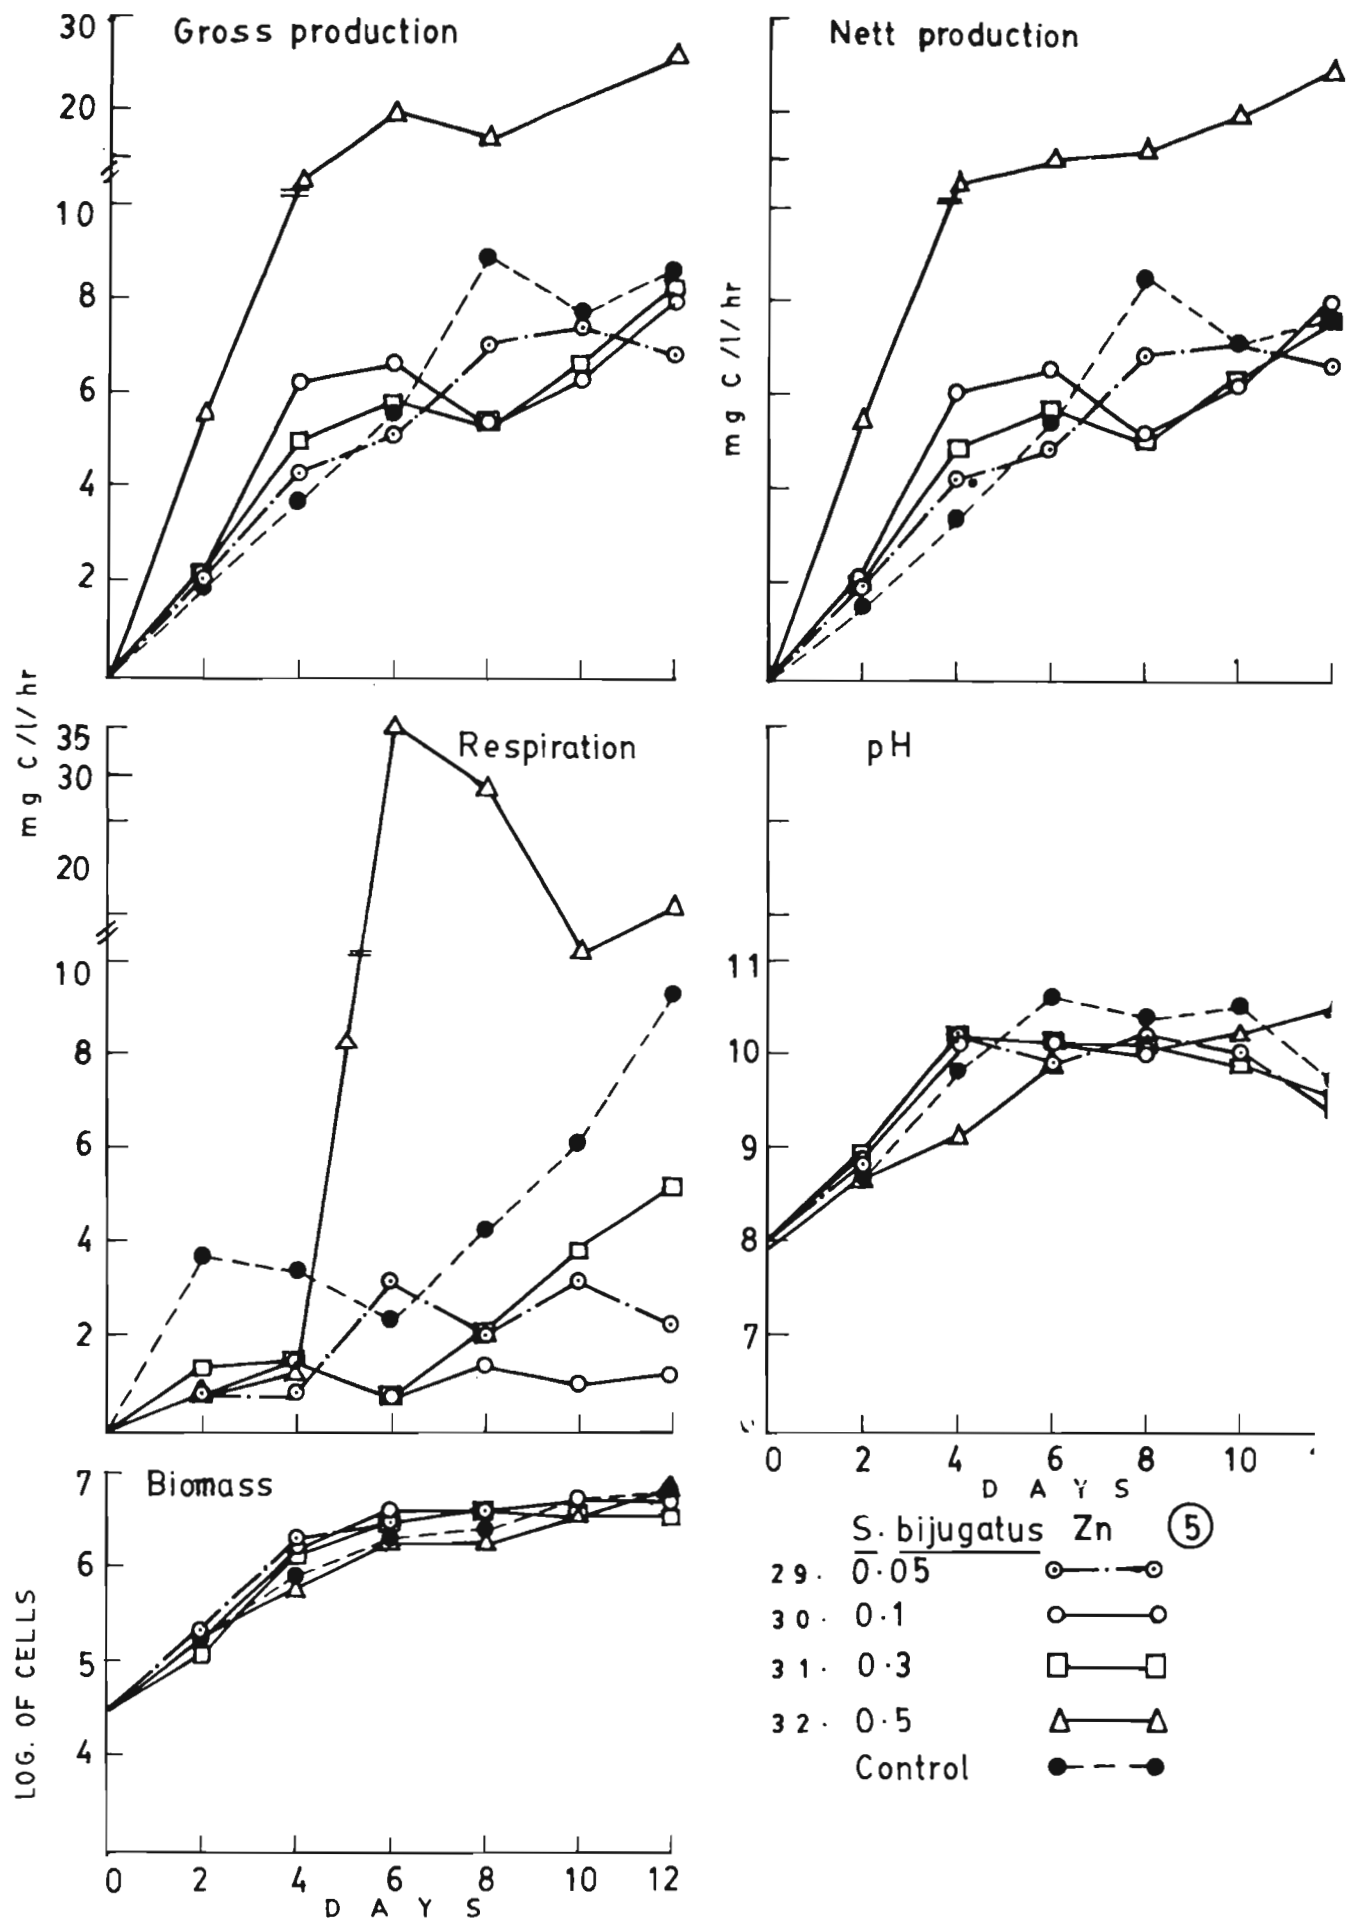 Gross production
30
20
10
8
6
4
2
mg C/l/hr
Nett production
mg C/l/hr
Respiration
35
30
20
10
8
6
4
2
pH
11
10
9
8
7
0 2 4 6 8 10
D A Y S
Biomass
7
6
5
4
LOG. OF CELLS
0 2 4 6 8 10 12
D A Y S
S. bijugatus Zn 5
29. 0.05
30. 0.1
31. 0.3
32. 0.5
Control